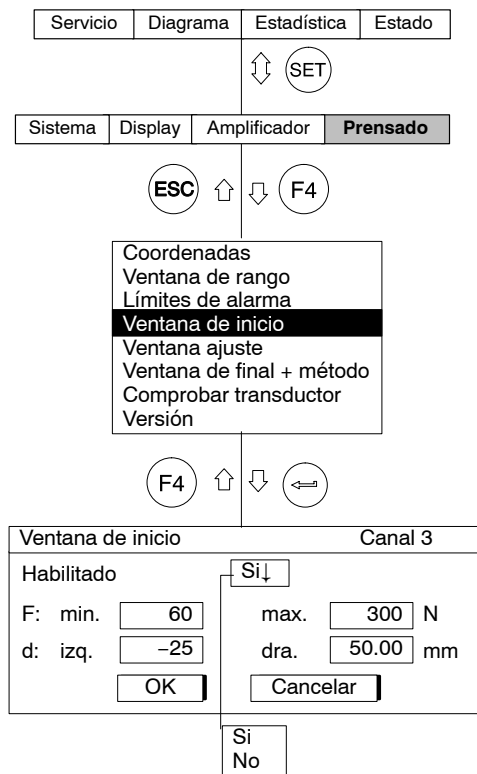 Servicio Diagrama Estadística Estado
SET
Sistema Display Amplificador Prensado
ESC F4
Coordenadas
Ventana de rango
Límites de alarma
Ventana de inicio
Ventana ajuste
Ventana de final + método
Comprobar transductor
Versión
F4
Ventana de inicio Canal 3
Habilitado Si↓
F: min. 60 max. 300 N
d: izq. −25 dra. 50.00 mm
OK Cancelar
Si
No